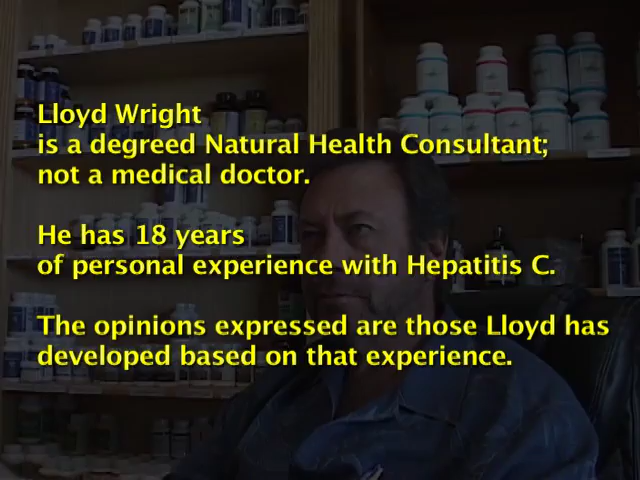 Lloyd Wright
is a degreed Natural Health Consultant;
not a medical doctor.
He has 18 years
of personal experience with Hepatitis C.
The opinions expressed are those Lloyd has
developed based on that experience.